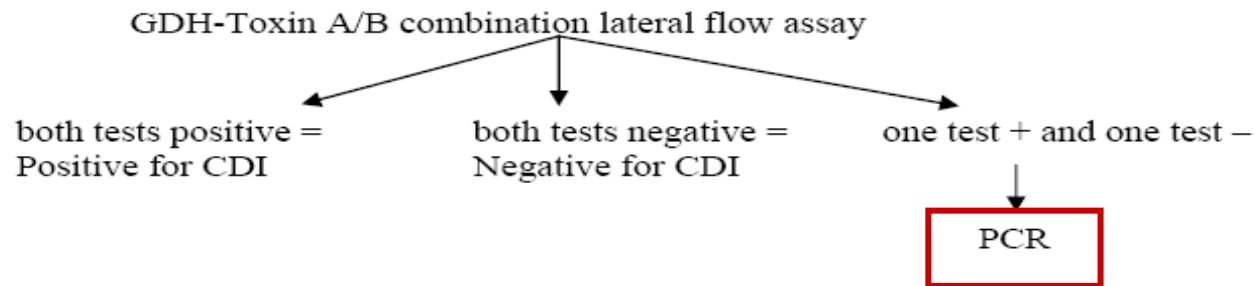 GDH-Toxin A/B combination lateral flow assay
both tests positive =
Positive for CDI
both tests negative =
Negative for CDI
one test + and one test –
PCR